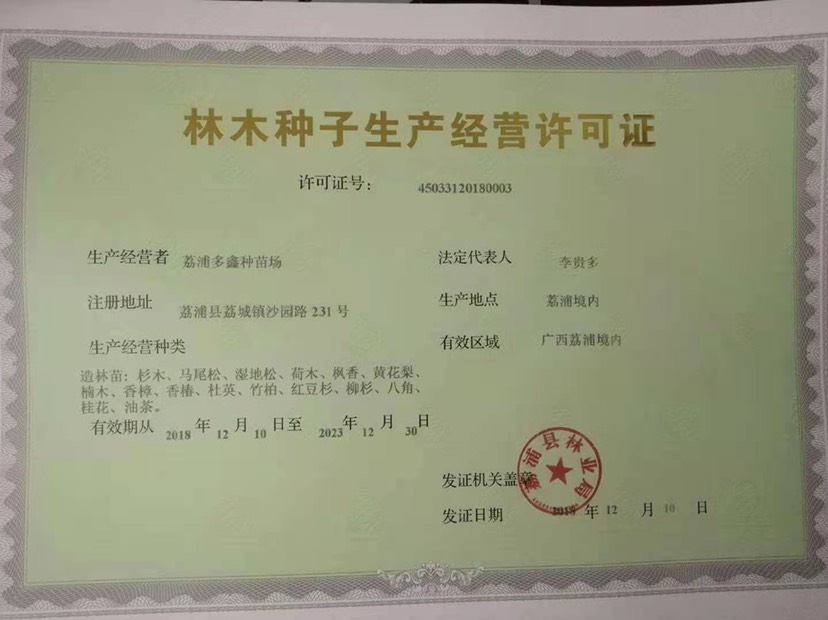 林木种子生产经营许可证
许可证号： 45033120180003
生产经营者 荔浦多鑫种苗场 法定代表人 李贵多
注册地址 荔浦县荔城镇沙园路 231 号 生产地点 荔浦境内
生产经营种类 有效区域 广西荔浦境内
造林苗：杉木、马尾松、湿地松、荷木、枫香、黄花梨、
楠木、香樟、香椿、杜英、竹柏、红豆杉、柳杉、八角、
桂花、油茶。
有效期从 2018 年 12 月 10 日至 2023 年 12 月 30 日
荔浦县林业局
发证机关盖章
发证日期 2018 年 12 月 10 日